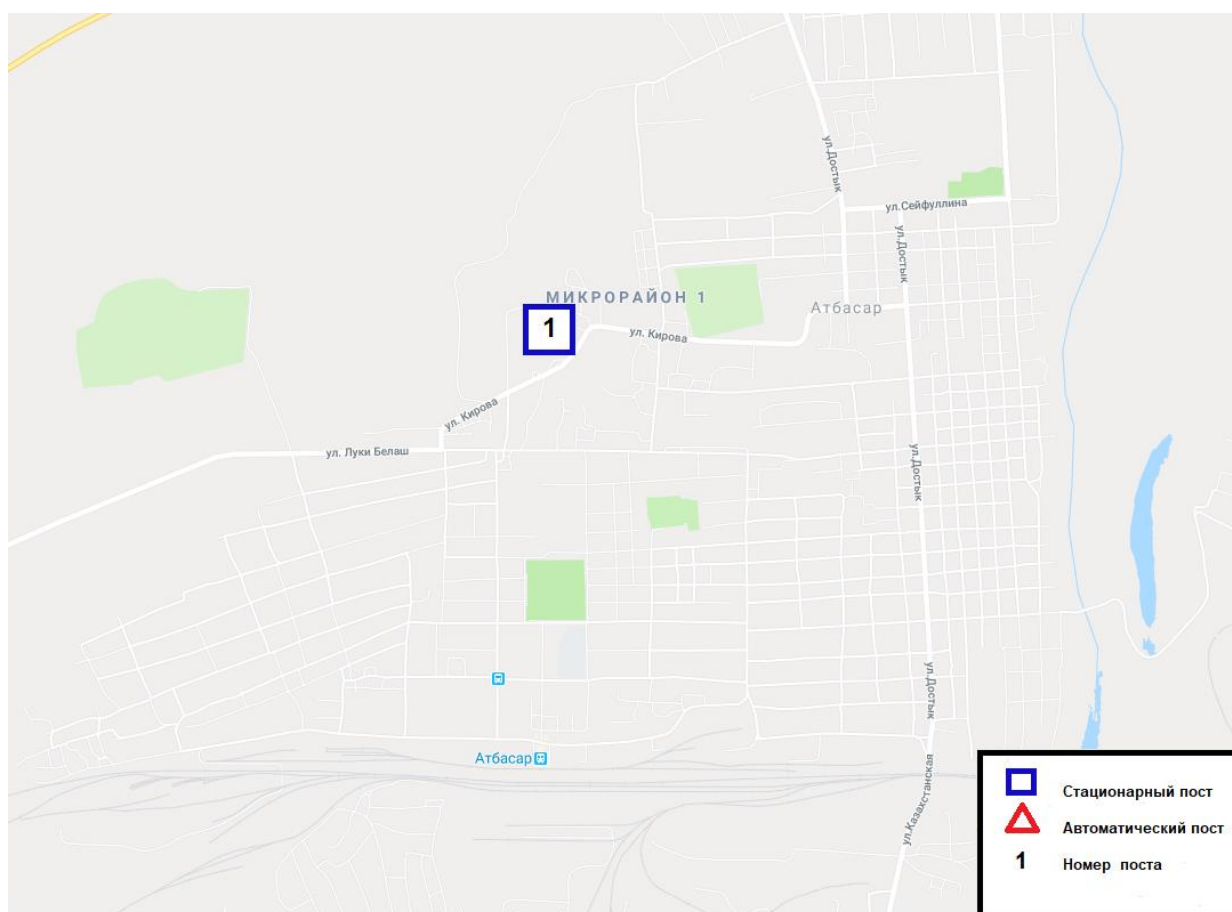 ул.Достык
ул.Сейфуллина
ул.Достык
МИКРОРАЙОН 1
1
Атбасар
ул. Кирова
ул. Кирова
ул. Луки Белаш
ул.Достык
ул.Достык
Атбасар
ул.Казахстанская
Стационарный пост
Автоматический пост
1 Номер поста